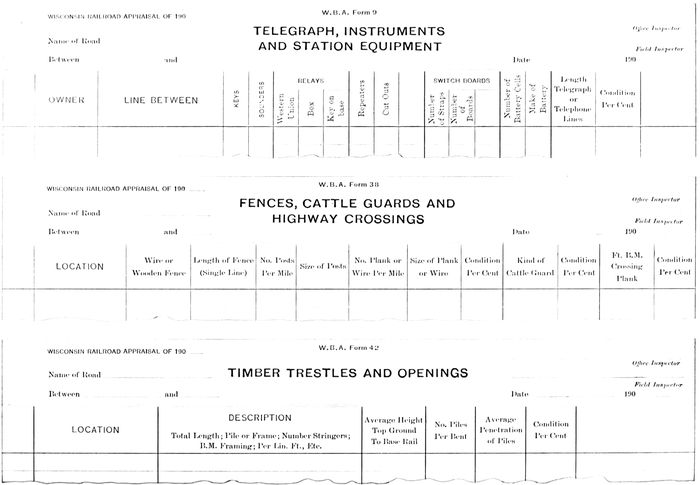 W.B.A. Form 9
WISCONSIN RAILROAD APPRAISAL OF 190
TELEGRAPH, INSTRUMENTS
AND STATION EQUIPMENT
Office Inspector
Name of Road
Field Inspector
Between and Date 190
OWNER
LINE BETWEEN
KEYS
SOUNDERS
RELAYS
Western
Union
Box
Key on
base
Repeaters
Cut Outs
SWITCH BOARDS
Number
of Straps
Number
of
Boards
Number of
Battery Cells
Make of
Battery
Length
Telegraph
or
Telephone
Lines
Condition
Per Cent
W.B.A. Form 38
WISCONSIN RAILROAD APPRAISAL OF 190
FENCES, CATTLE GUARDS AND
HIGHWAY CROSSINGS
Office Inspector
Name of Road
Field Inspector
Between and Date 190
LOCATION
Wire or
Wooden Fence
Length of Fence
(Single Line)
No. Posts
Per Mile
Size of Posts
No. Plank or
Wire Per Mile
Size of Plank
or Wire
Condition
Per Cent
Kind of
Cattle Guard
Condition
Per Cent
Ft. B.M.
Crossing
Plank
Condition
Per Cent
W.B.A. Form 42
WISCONSIN RAILROAD APPRAISAL OF 190
Office Inspector
Name of Road
TIMBER TRESTLES AND OPENINGS
Field Inspector
Between and Date 190
LOCATION
DESCRIPTION
Total Length; Pile or Frame; Number Stringers;
B.M. Framing; Per Lin. Ft., Etc.
Average Height
Top Ground
To Base Rail
No. Piles
Per Bent
Average
Penetration
of Piles
Condition
Per Cent